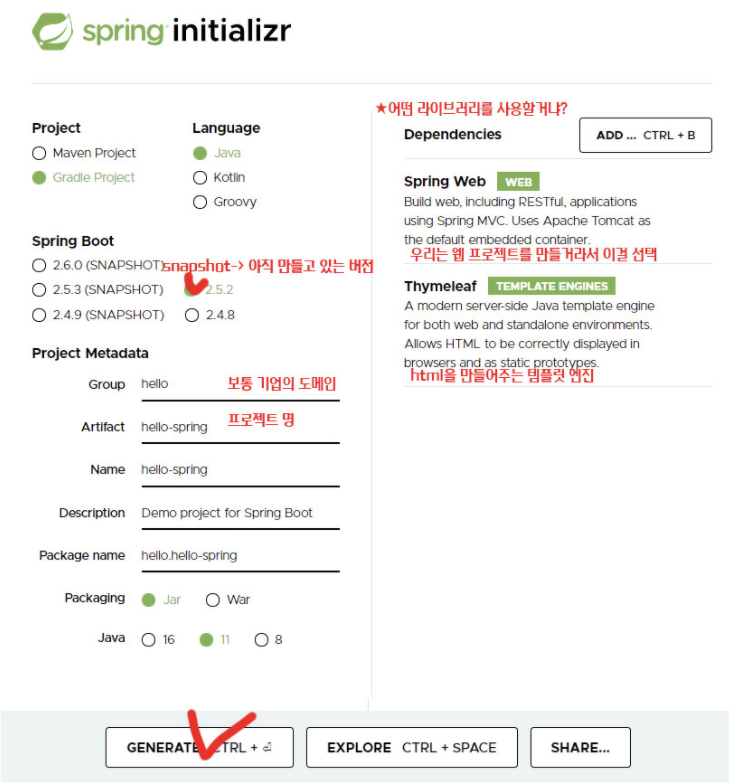 spring initializr
★어떤 라이브러리를 사용할거냐?
Project
Language
Maven Project
Java
Gradle Project
Kotlin
Groovy
Spring Boot
2.6.0 (SNAPSHOT)
snapshot-> 아직 만들고 있는 버전
2.5.3 (SNAPSHOT)
2.5.2
2.4.9 (SNAPSHOT)
2.4.8
Project Metadata
Group hello 보통 기업의 도메인
Artifact hello-spring 프로젝트 명
Name hello-spring
Description Demo project for Spring Boot
Package name hello.hello-spring
Packaging Jar War
Java 16 11 8
Dependencies
ADD ... CTRL + B
Spring Web WEB
Build web, including RESTful, applications
using Spring MVC. Uses Apache Tomcat as
the default embedded container.
우리는 웹 프로젝트를 만들거라서 이걸 선택
Thymeleaf TEMPLATE ENGINES
A modern server-side Java template engine
for both web and standalone environments.
Allows HTML to be correctly displayed in
browsers and as static prototypes.
html을 만들어주는 템플릿 엔진
GENERATE CTRL + ⏎
EXPLORE CTRL + SPACE
SHARE...